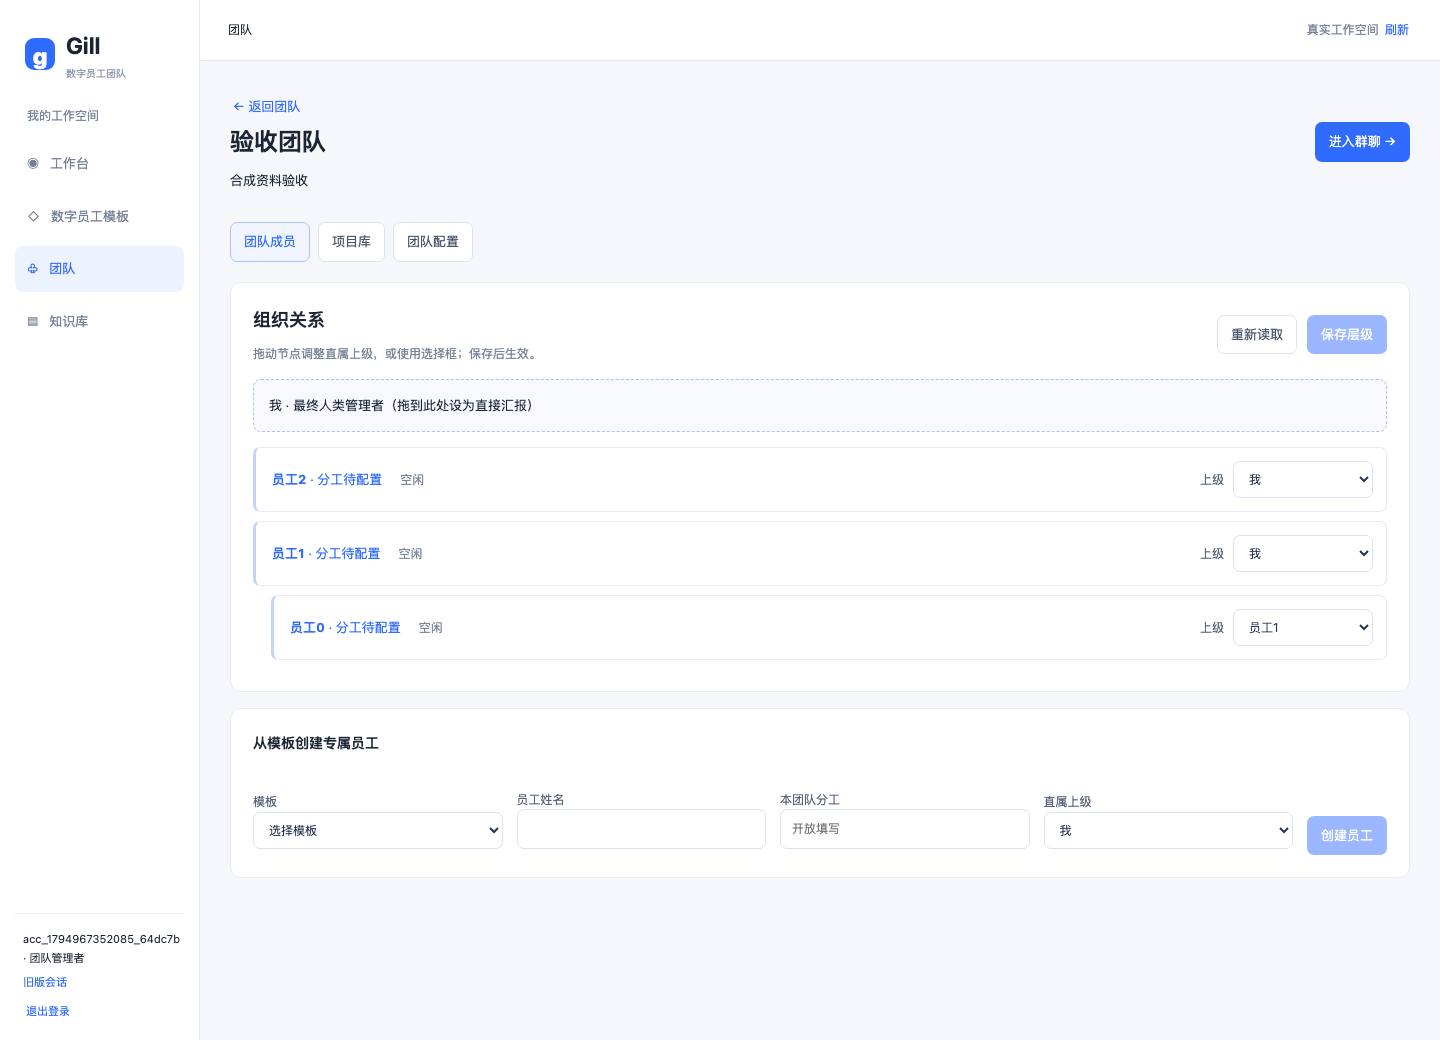 g
Gill
数字员工团队
我的工作空间
工作台
数字员工模板
团队
知识库
acc_1794967352085_64dc7b
· 团队管理者
旧版会话
退出登录
团队
真实工作空间 刷新
← 返回团队
验收团队
进入群聊 →
合成资料验收
团队成员 项目库 团队配置
组织关系
拖动节点调整直属上级，或使用选择框；保存后生效。
重新读取 保存层级
我 · 最终人类管理者（拖到此处设为直接汇报）
员工2 · 分工待配置 空闲 上级 我
员工1 · 分工待配置 空闲 上级 我
员工0 · 分工待配置 空闲 上级 员工1
从模板创建专属员工
模板 员工姓名 本团队分工 直属上级
选择模板 开放填写 我 创建员工